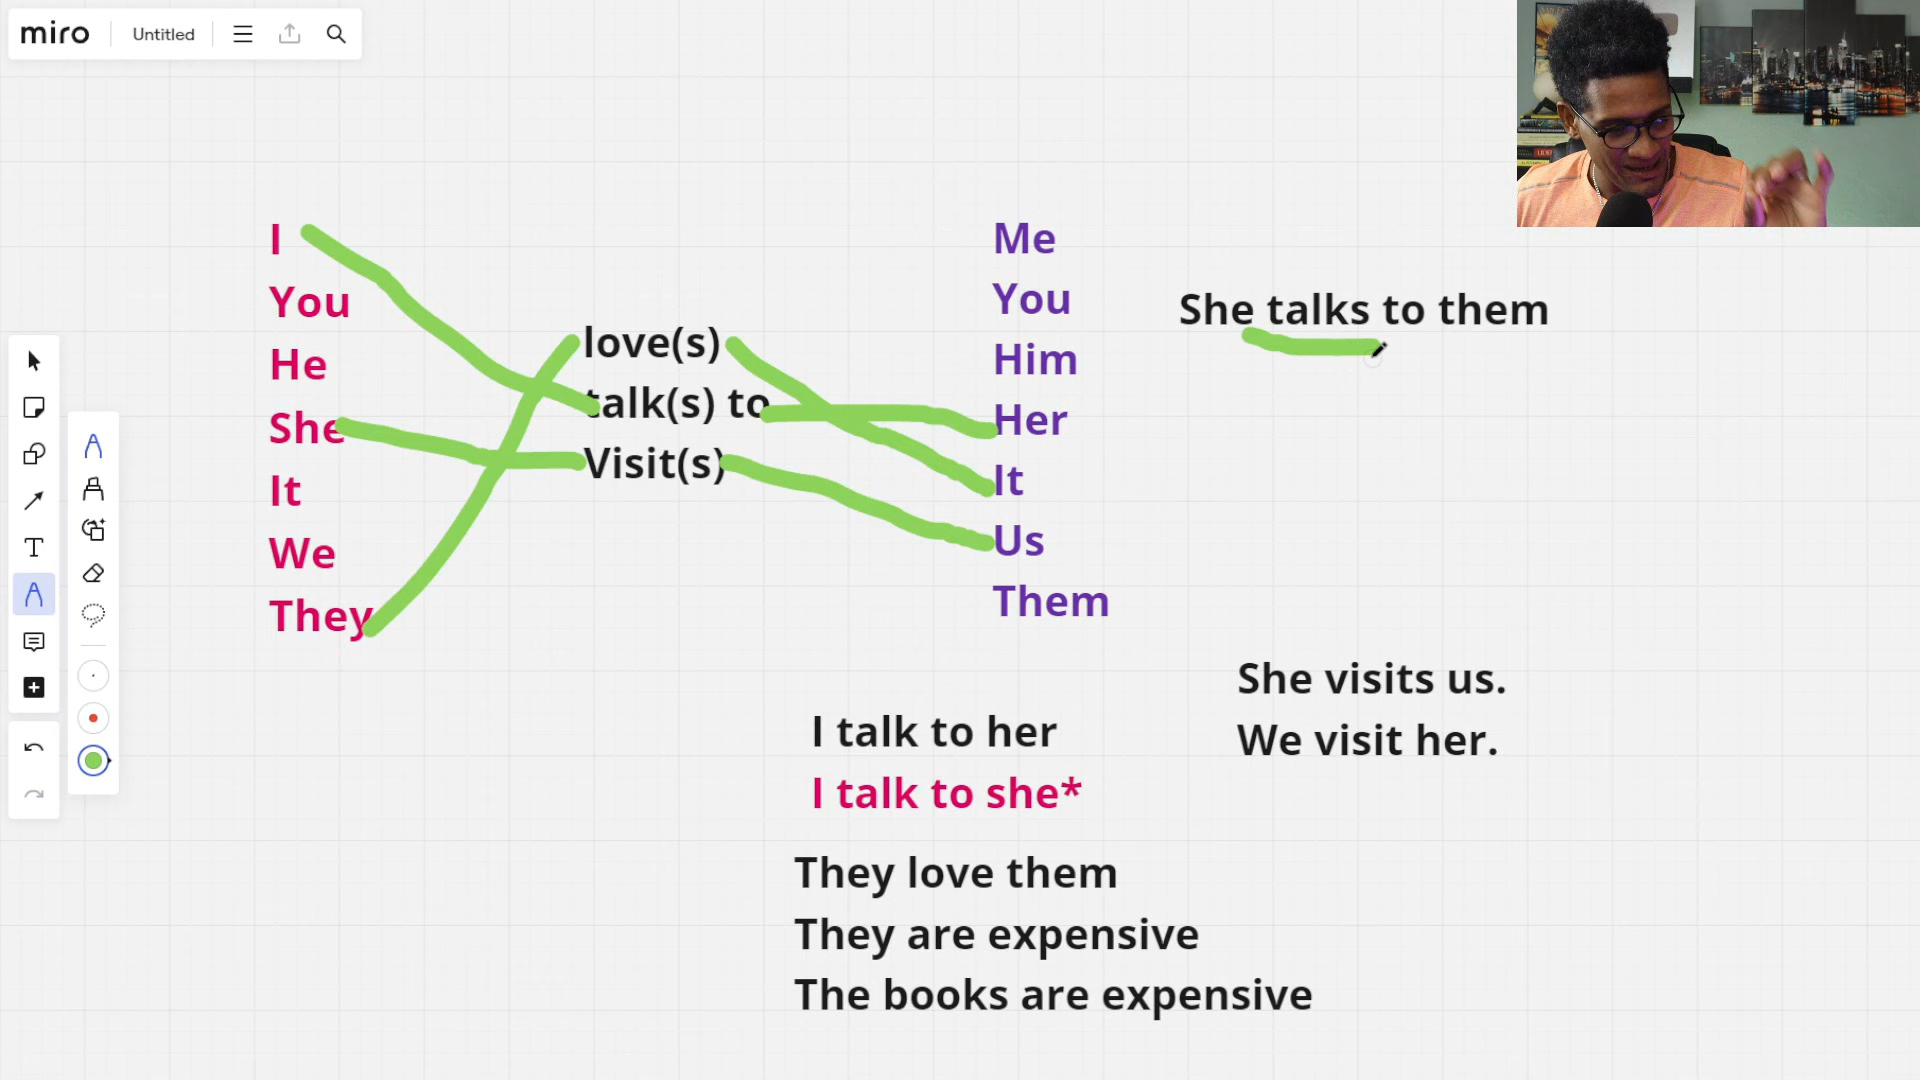 miro
Untitled
I
You
He
She
It
We
They
love(s)
talk(s) to
Visit(s)
Me
You
Him
Her
It
Us
Them
She talks to them
She visits us.
We visit her.
I talk to her
I talk to she*
They love them
They are expensive
The books are expensive